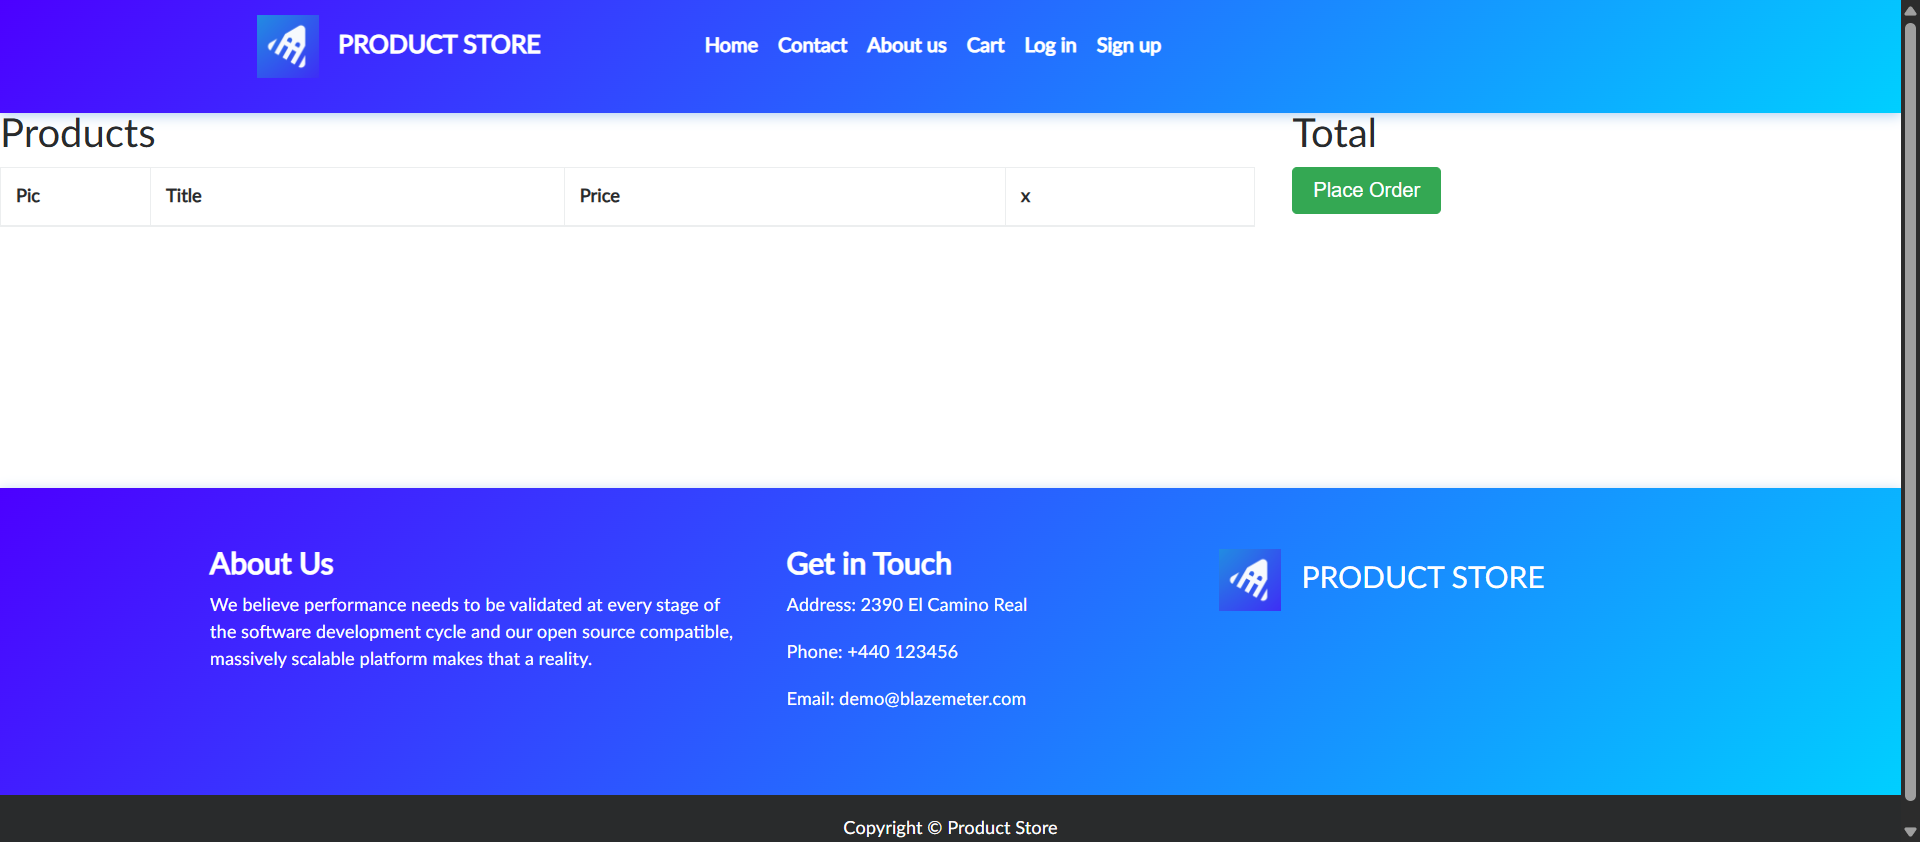 PRODUCT STORE
Home Contact About us Cart Log in Sign up
Products
Total
Pic Title Price x
Place Order
About Us
We believe performance needs to be validated at every stage of
the software development cycle and our open source compatible,
massively scalable platform makes that a reality.
Get in Touch
Address: 2390 El Camino Real
Phone: +440 123456
Email: demo@blazemeter.com
PRODUCT STORE
Copyright © Product Store